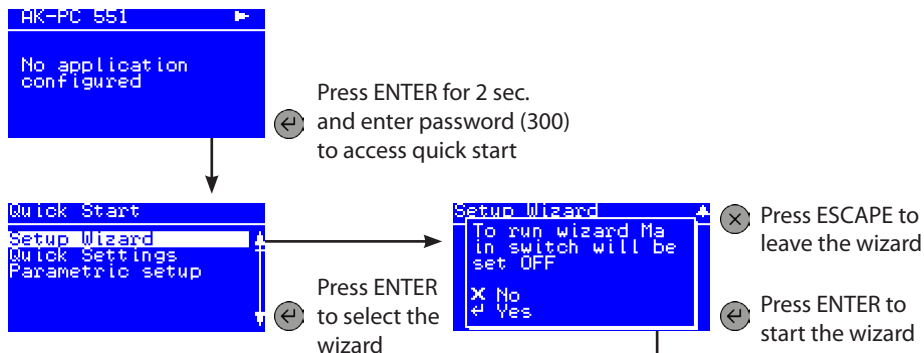 AK-PC 551
No application
configured
Press ENTER for 2 sec.
and enter password (300)
to access quick start
Quick Start
Setup Wizard
Quick Settings
Parametric setup
Press ENTER
to select the
wizard
Setup Wizard
To run wizard Ma
in switch will be
set OFF
X No
↵ Yes
Press ESCAPE to
leave the wizard
Press ENTER to
start the wizard